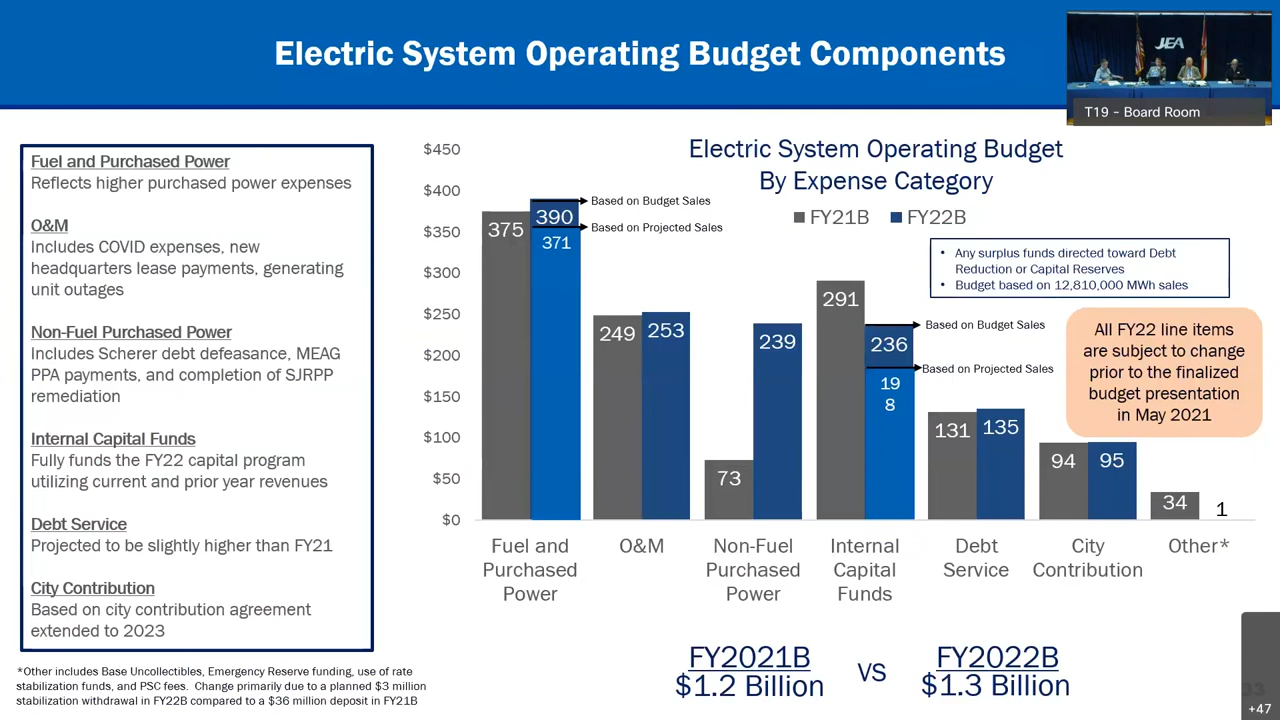 Electric System Operating Budget Components
JEA
T19 - Board Room
Fuel and Purchased Power
Reflects higher purchased power expenses
O&M
Includes COVID expenses, new
headquarters lease payments, generating
unit outages
Non-Fuel Purchased Power
Includes Scherer debt defeasance, MEAG
PPA payments, and completion of SJRPP
remediation
Internal Capital Funds
Fully funds the FY22 capital program
utilizing current and prior year revenues
Debt Service
Projected to be slightly higher than FY21
City Contribution
Based on city contribution agreement
extended to 2023
*Other includes Base Uncollectibles, Emergency Reserve funding, use of rate
stabilization funds, and PSC fees. Change primarily due to a planned $3 million
stabilization withdrawal in FY22B compared to a $36 million deposit in FY21B
Electric System Operating Budget
By Expense Category
FY21B FY22B
• Any surplus funds directed toward Debt
Reduction or Capital Reserves
• Budget based on 12,810,000 MWh sales
All FY22 line items
are subject to change
prior to the finalized
budget presentation
in May 2021
$450
$400
$350
$300
$250
$200
$150
$100
$50
$0
375
390
371
Based on Budget Sales
Based on Projected Sales
249
253
73
239
291
236
19
8
Based on Budget Sales
Based on Projected Sales
131
135
94
95
34
1
Fuel and
Purchased
Power
O&M
Non-Fuel
Purchased
Power
Internal
Capital
Funds
Debt
Service
City
Contribution
Other*
FY2021B
$1.2 Billion
VS
FY2022B
$1.3 Billion
33
+47